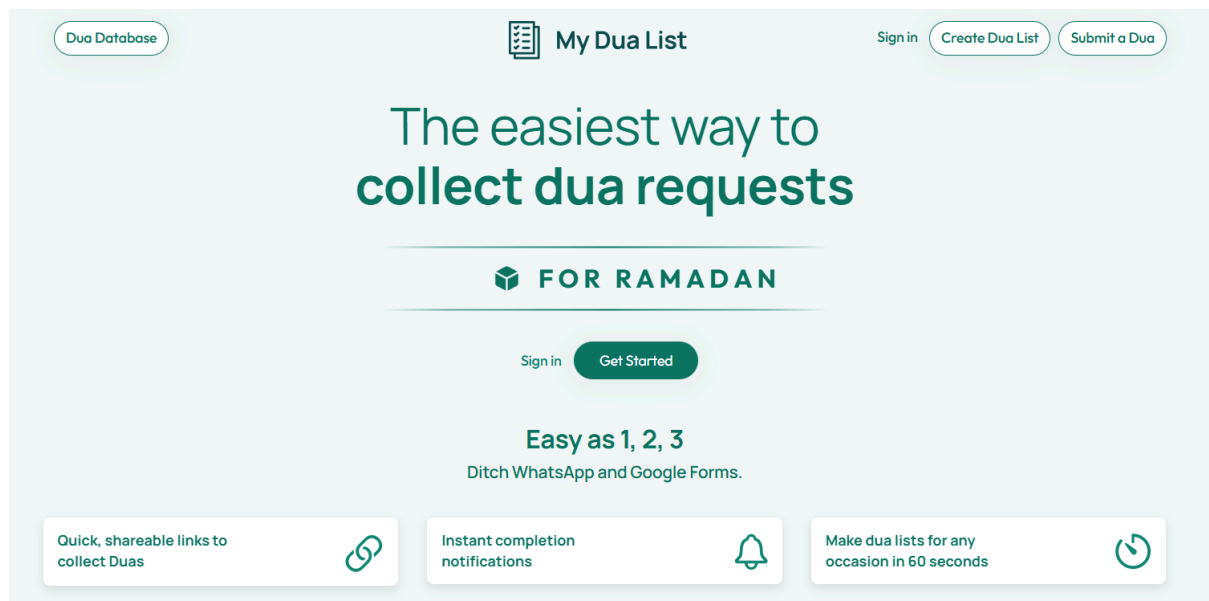 Dua Database
My Dua List
Sign in
Create Dua List
Submit a Dua
The easiest way to
collect dua requests
FOR RAMADAN
Sign in
Get Started
Easy as 1, 2, 3
Ditch WhatsApp and Google Forms.
Quick, shareable links to
collect Duas
Instant completion
notifications
Make dua lists for any
occasion in 60 seconds